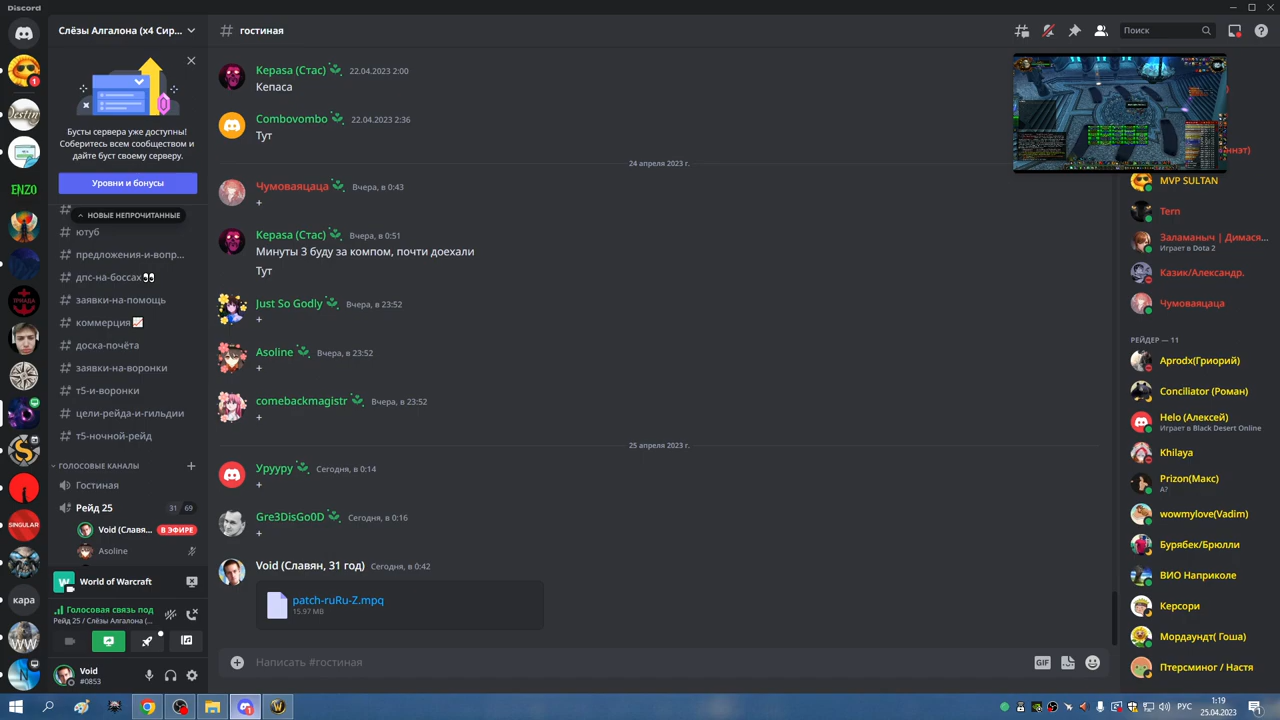 Discord
Слёзы Алгалона (x4 Сир...
Бусты сервера уже доступны!
Соберитесь всем сообществом и
дайте буст своему серверу.
Уровни и бонусы
НОВЫЕ НЕПРОЧИТАННЫЕ
ютуб
предложения-и-вопр...
дпс-на-боссах
заявки-на-помощь
коммерция
доска-почёта
заявки-на-воронки
т5-и-воронки
цели-рейда-и-гильдии
т5-ночной-рейд
ГОЛОСОВЫЕ КАНАЛЫ
Гостиная
Рейд 25 31 69
Void (Славя... В ЭФИРЕ
Asoline
World of Warcraft
Голосовая связь под
Рейд 25 / Слёзы Алгалона (...
Void
#0853
1
Destin
ENZO
ТРИАДА
SINGULAR
кара
WW
N
# гостиная
Поиск
Kepasa (Стас) 22.04.2023 2:00
Кепаса
Combovombo 22.04.2023 2:36
Тут
24 апреля 2023 г.
Чумоваяцаца Вчера, в 0:43
+
Kepasa (Стас) Вчера, в 0:51
Минуты 3 буду за компом, почти доехали
Тут
Just So Godly Вчера, в 23:52
+
Asoline Вчера, в 23:52
+
comebackmagistr Вчера, в 23:52
+
25 апреля 2023 г.
Урууру Сегодня, в 0:14
+
Gre3DisGo0D Сегодня, в 0:16
+
Void (Славян, 31 год) Сегодня, в 0:42
patch-ruRu-Z.mpq
15.97 MB
Написать #гостиная
GIF
MVP SULTAN
Tern
Заламаныч | Димася...
Играет в Dota 2
Казик/Александр.
Чумоваяцаца
РЕЙДЕР — 11
Aprodx(Гриорий)
Conciliator (Роман)
Helo (Алексей)
Играет в Black Desert Online
Khilaya
Prizon(Макс)
А?
wowmylove(Vadim)
Бурябек/Брюлли
ВИО Наприколе
Керсори
Мордаундт( Гоша)
Птерсминог / Настя
РУС
1:19
25.04.2023
1